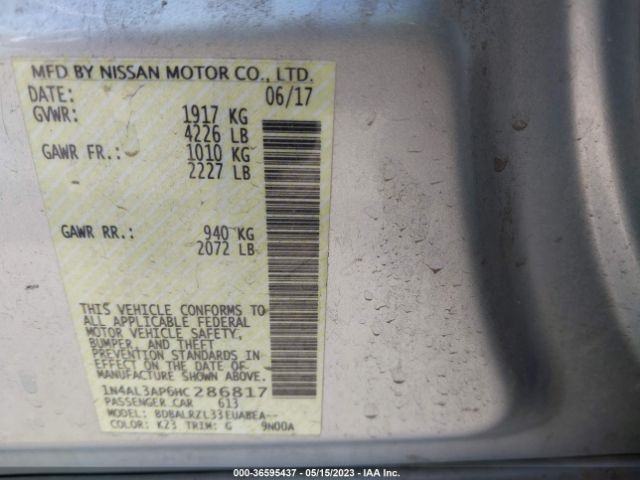 MFD BY NISSAN MOTOR CO., LTD.
DATE: 06/17
GVWR: 1917 KG
4226 LB
GAWR FR.: 1010 KG
2227 LB
GAWR RR.: 940 KG
2072 LB
THIS VEHICLE CONFORMS TO
ALL APPLICABLE FEDERAL
MOTOR VEHICLE SAFETY,
BUMPER, AND THEFT
PREVENTION STANDARDS IN
EFFECT ON THE DATE OF
MANUFACTURE SHOWN ABOVE.
1N4AL3AP6HC286817
PASSENGER CAR 613
MODEL: BDBALRZL33EUABEA--
COLOR: K23 TRIM: G 9N00A
000-36595437 - 05/15/2023 - IAA Inc.